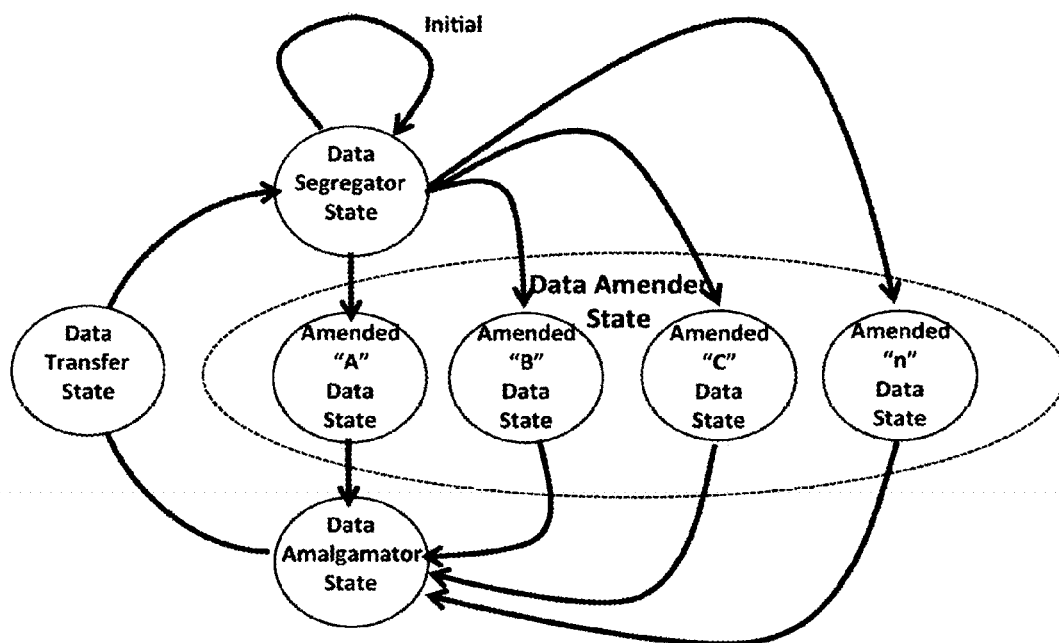 Initial
Data
Segregator
State
Data Amender
State
Data
Transfer
State
Amended
“A”
Data
State
Amended
“B”
Data
State
Amended
“C”
Data
State
Amended
“n”
Data
State
Data
Amalgamator
State